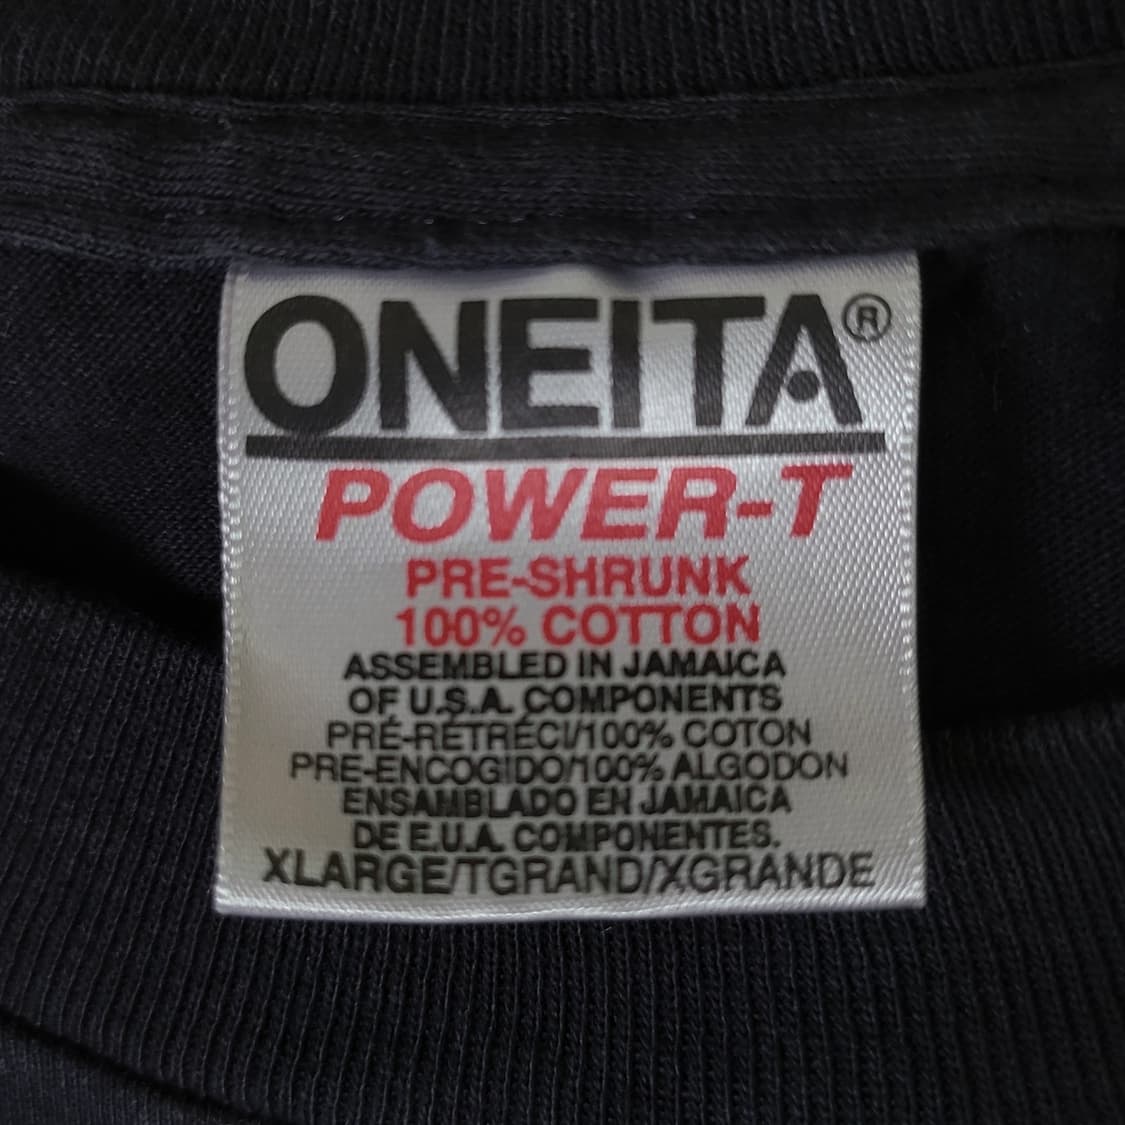 ONEITA®
POWER-T
PRE-SHRUNK
100% COTTON
ASSEMBLED IN JAMAICA
OF U.S.A. COMPONENTS
PRÉ-RÉTRÉCI/100% COTON
PRE-ENCOGIDO/100% ALGODON
ENSAMBLADO EN JAMAICA
DE E.U.A. COMPONENTES.
XLARGE/TGRAND/XGRANDE